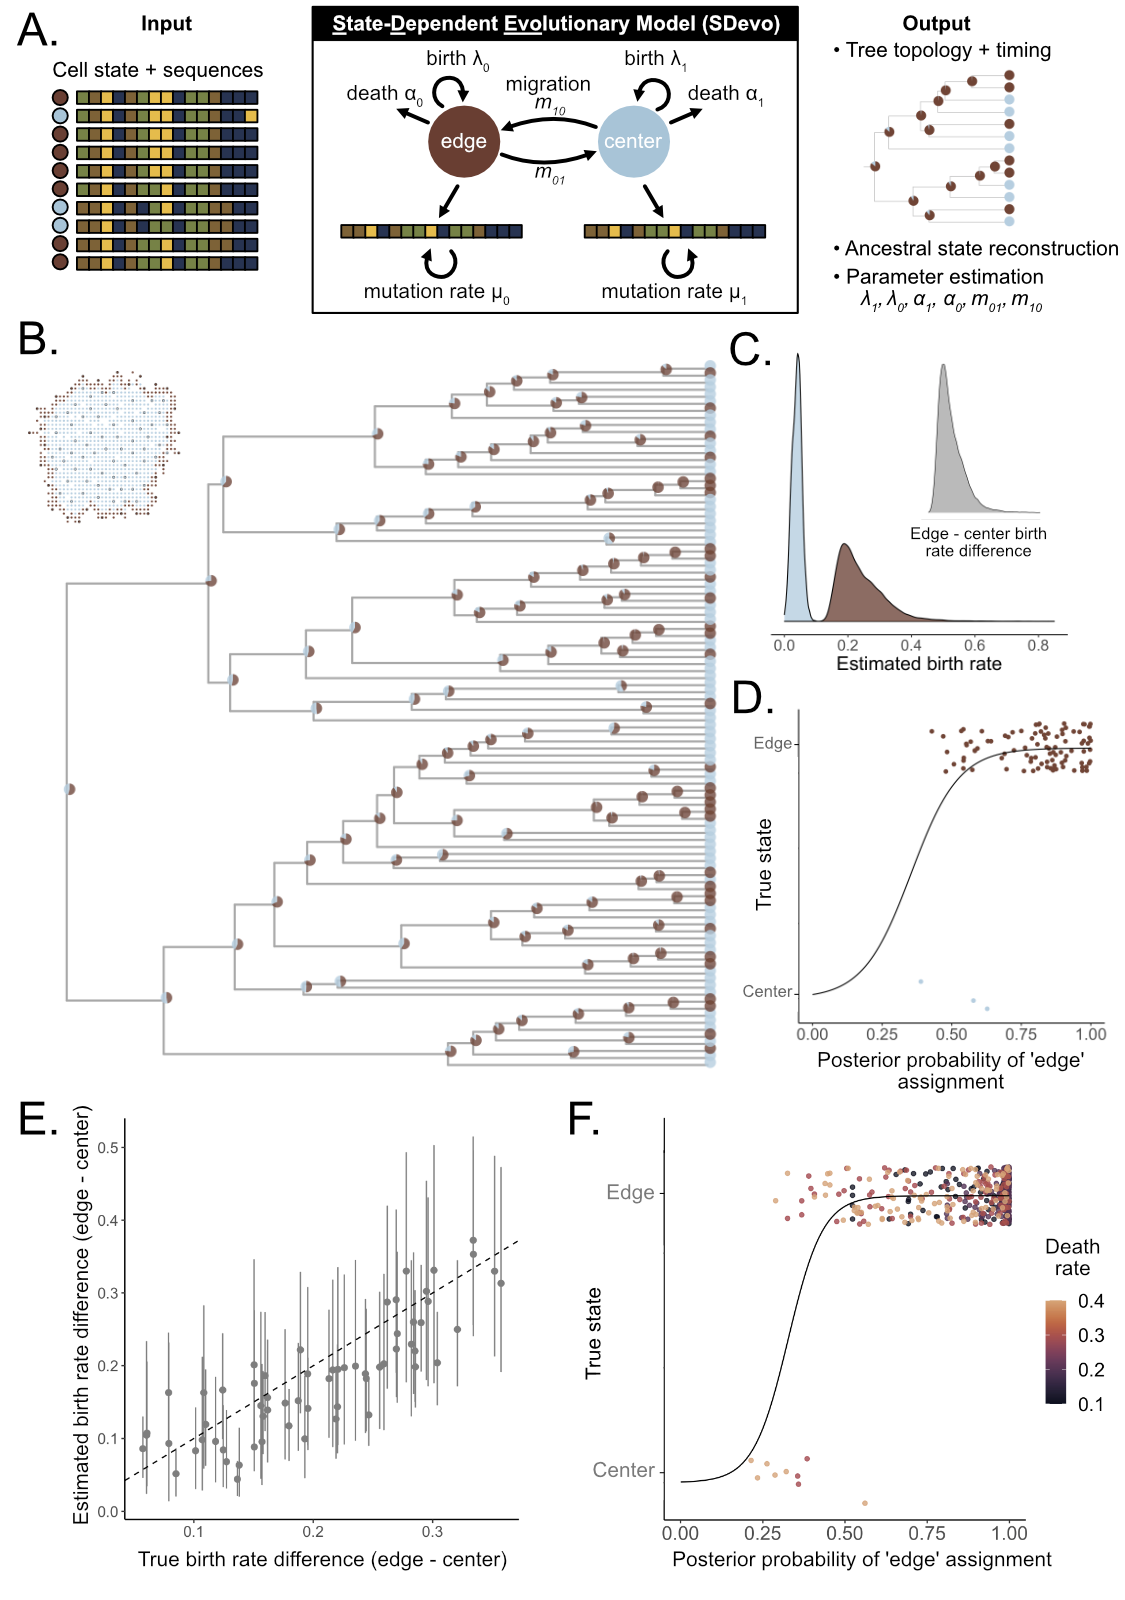 A.
Input
Cell state + sequences
State-Dependent Evolutionary Model (SDevo)
birth λ0
birth λ1
death α0
migration
m10
death α1
edge
center
m01
mutation rate μ0
mutation rate μ1
Output
• Tree topology + timing
• Ancestral state reconstruction
• Parameter estimation
λ1, λ0, α1, α0, m01, m10
B.
C.
Edge - center birth
rate difference
0.0 0.2 0.4 0.6 0.8
Estimated birth rate
D.
True state
Edge
Center
0.00 0.25 0.50 0.75 1.00
Posterior probability of 'edge'
assignment
E.
Estimated birth rate difference (edge - center)
0.5
0.4
0.3
0.2
0.1
0.0
0.1 0.2 0.3
True birth rate difference (edge - center)
F.
True state
Edge
Center
0.00 0.25 0.50 0.75 1.00
Posterior probability of 'edge' assignment
Death
rate
0.4
0.3
0.2
0.1